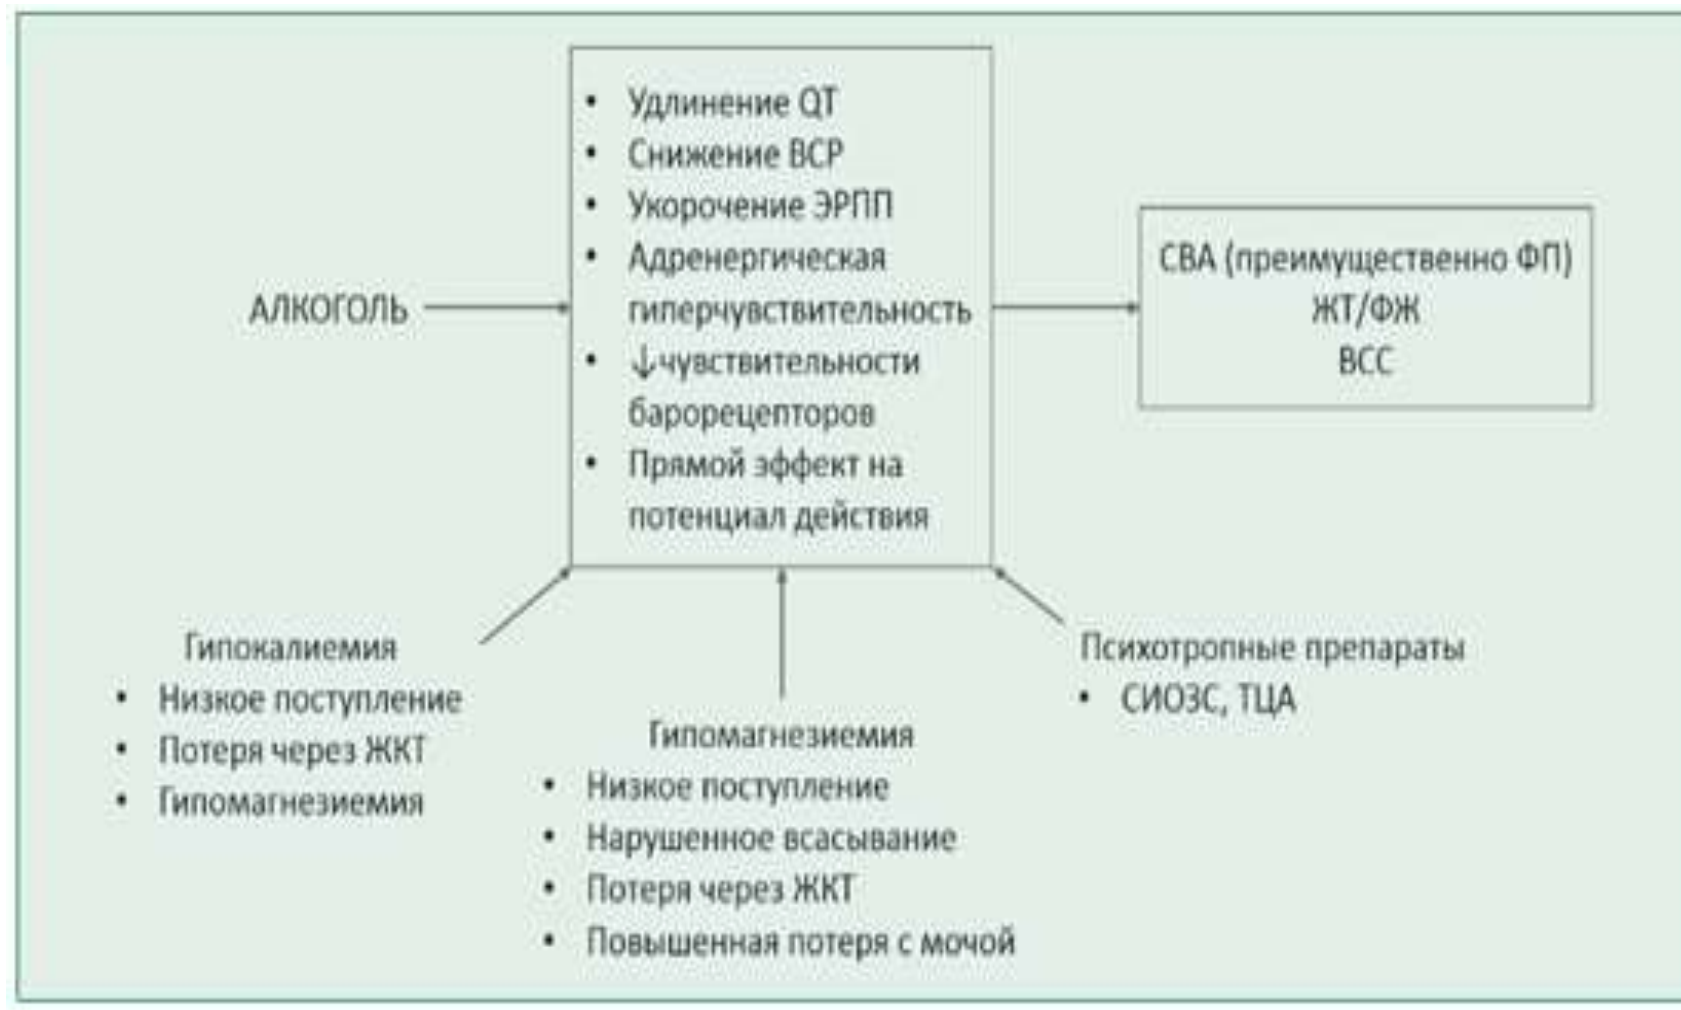 АЛКОГОЛЬ
• Удлинение QT
• Снижение ВСР
• Укорочение ЭРПП
• Адренергическая
гиперчувствительность
• ↓чувствительности
барорецепторов
• Прямой эффект на
потенциал действия
СВА (преимущественно ФП)
ЖТ/ФЖ
ВСС
Гипокалиемия
• Низкое поступление
• Потеря через ЖКТ
• Гипомагнезиемия
Гипомагнезиемия
• Низкое поступление
• Нарушенное всасывание
• Потеря через ЖКТ
• Повышенная потеря с мочой
Психотропные препараты
• СИОЗС, ТЦА